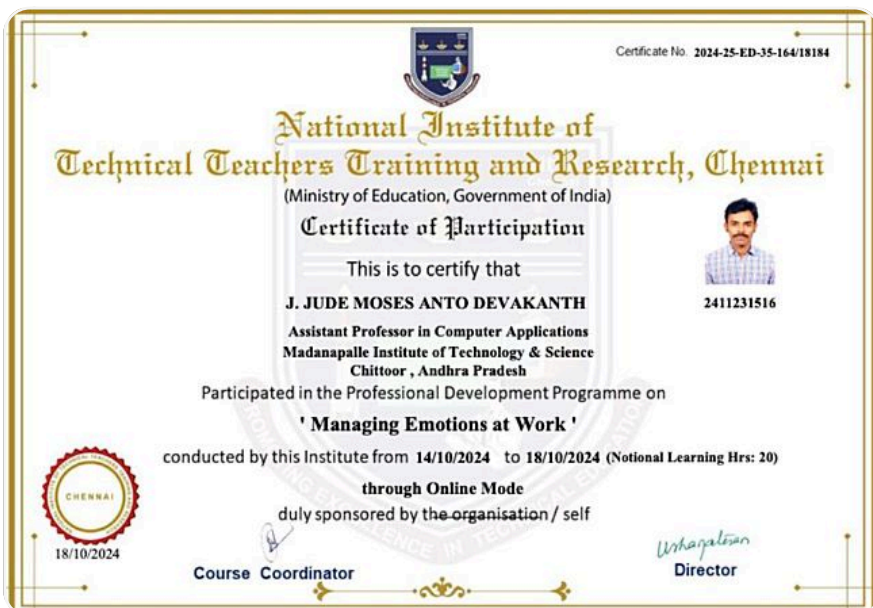 Certificate No. 2024-25-ED-35-164/18184
National Institute of
Technical Teachers Training and Research, Chennai
(Ministry of Education, Government of India)
Certificate of Participation
This is to certify that
2411231516
J. JUDE MOSES ANTO DEVAKANTH
Assistant Professor in Computer Applications
Madanapalle Institute of Technology & Science
Chittoor , Andhra Pradesh
Participated in the Professional Development Programme on
' Managing Emotions at Work '
conducted by this Institute from 14/10/2024 to 18/10/2024 (Notional Learning Hrs: 20)
through Online Mode
duly sponsored by the organisation / self
CHENNAI
18/10/2024
Course Coordinator
Director